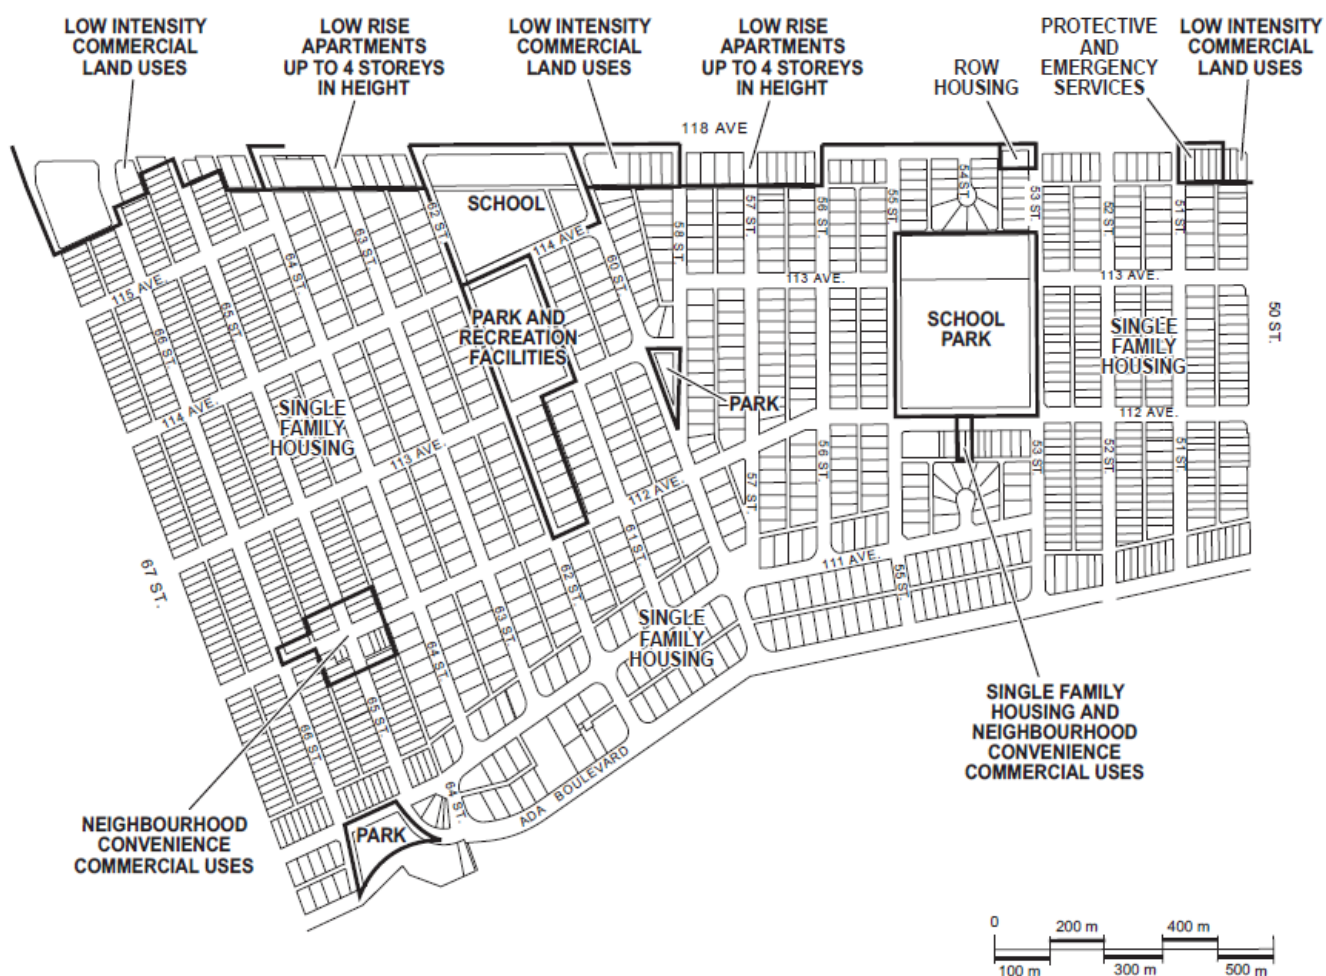 LOW INTENSITY
COMMERCIAL
LAND USES
LOW RISE
APARTMENTS
UP TO 4 STOREYS
IN HEIGHT
LOW INTENSITY
COMMERCIAL
LAND USES
LOW RISE
APARTMENTS
UP TO 4 STOREYS
IN HEIGHT
ROW
HOUSING
PROTECTIVE
AND
EMERGENCY
SERVICES
LOW INTENSITY
COMMERCIAL
LAND USES
118 AVE
SCHOOL
62 ST.
63 ST.
64 ST.
65 ST.
66 ST.
115 AVE.
114 AVE.
60 ST.
58 ST.
57 ST.
56 ST.
55 ST.
54 ST.
53 ST.
52 ST.
51 ST.
113 AVE.
113 AVE.
50 ST.
PARK AND
RECREATION
FACILITIES
SCHOOL
PARK
SINGLE
FAMILY
HOUSING
PARK
114 AVE.
SINGLE
FAMILY
HOUSING
113 AVE.
112 AVE.
112 AVE.
57 ST.
56 ST.
53 ST.
52 ST.
51 ST.
67 ST.
61 ST.
62 ST.
63 ST.
64 ST.
65 ST.
66 ST.
111 AVE.
55 ST.
SINGLE
FAMILY
HOUSING
SINGLE FAMILY
HOUSING AND
NEIGHBOURHOOD
CONVENIENCE
COMMERCIAL USES
ADA BOULEVARD
64 ST.
NEIGHBOURHOOD
CONVENIENCE
COMMERCIAL USES
PARK
0
200 m
400 m
100 m
300 m
500 m